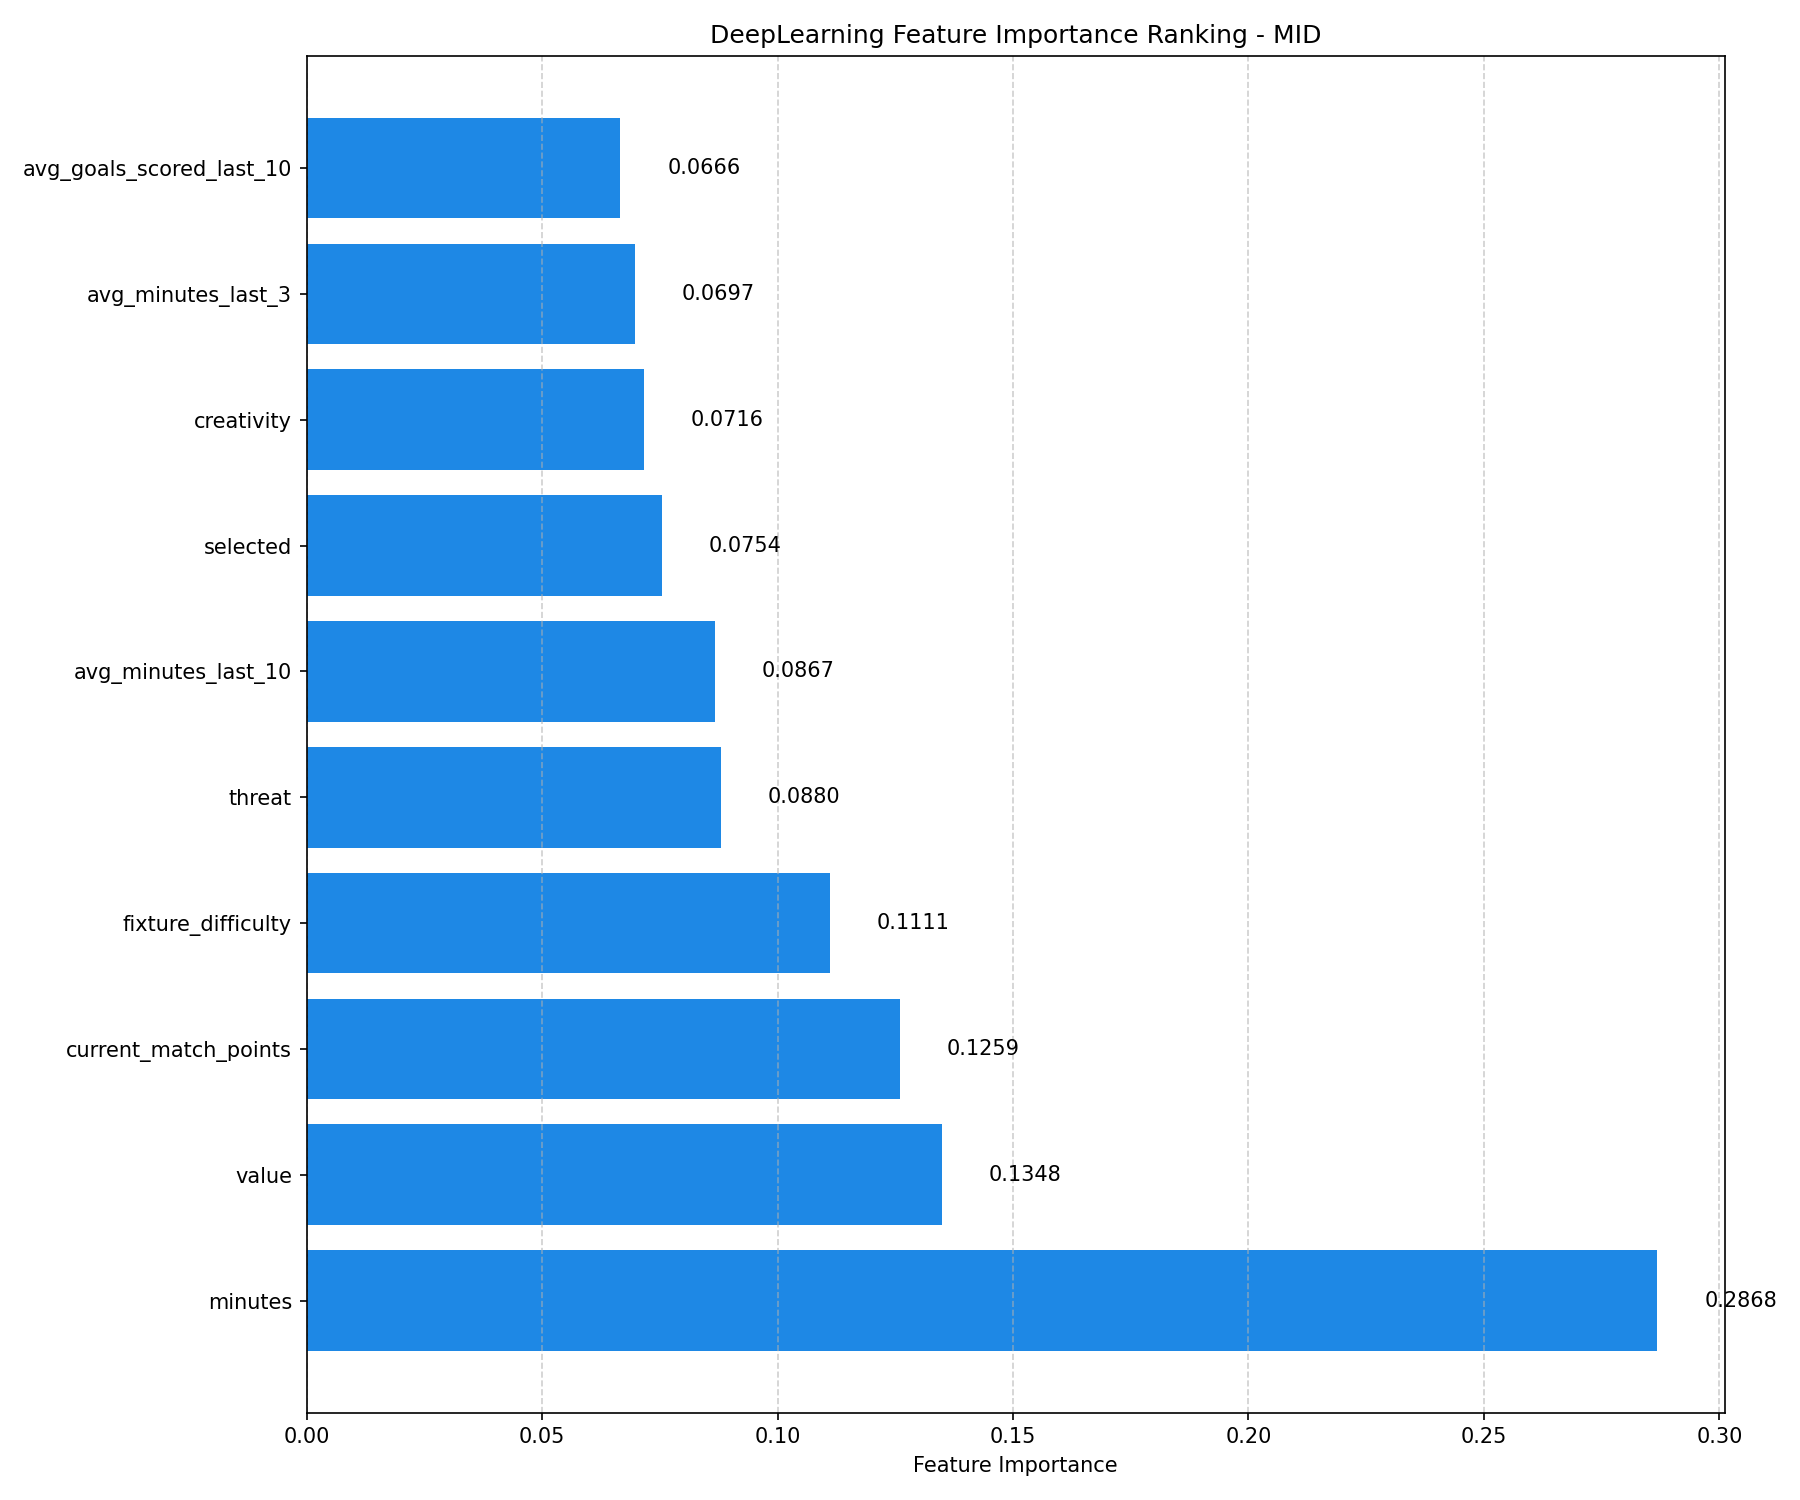 DeepLearning Feature Importance Ranking - MID
avg_goals_scored_last_10
0.0666
avg_minutes_last_3
0.0697
creativity
0.0716
selected
0.0754
avg_minutes_last_10
0.0867
threat
0.0880
fixture_difficulty
0.1111
current_match_points
0.1259
value
0.1348
minutes
0.2868
0.00 0.05 0.10 0.15 0.20 0.25 0.30
Feature Importance